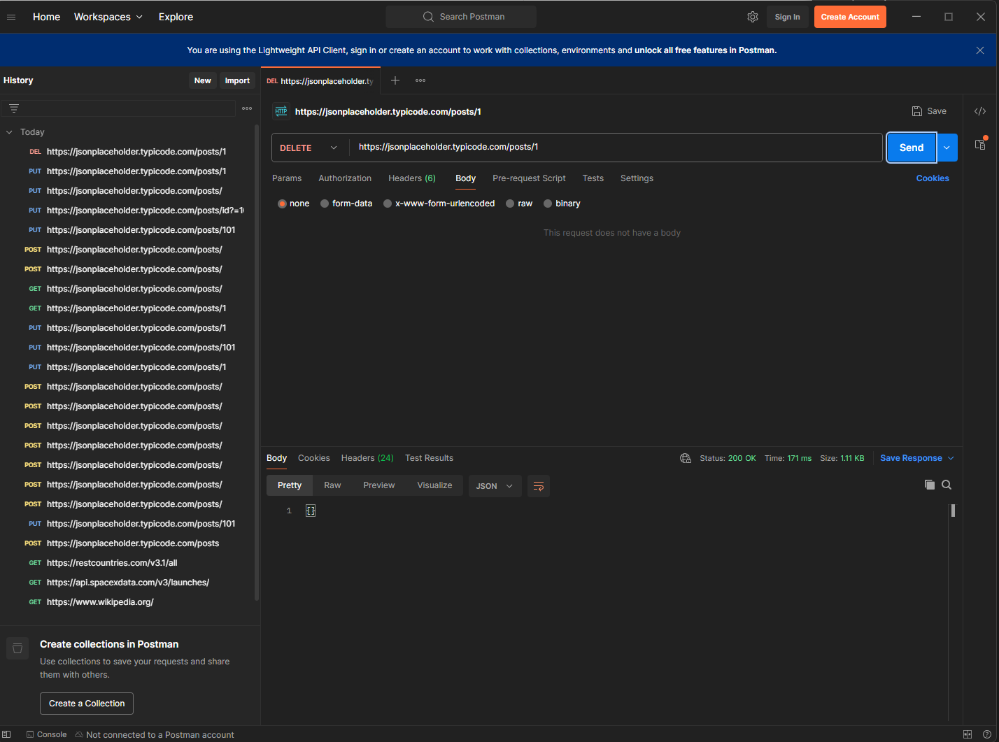 Home Workspaces Explore Search Postman Sign In Create Account
You are using the Lightweight API Client, sign in or create an account to work with collections, environments and unlock all free features in Postman.
History New Import
Today
DEL https://jsonplaceholder.typicode.com/posts/1
PUT https://jsonplaceholder.typicode.com/posts/1
PUT https://jsonplaceholder.typicode.com/posts/
PUT https://jsonplaceholder.typicode.com/posts/id?=1
PUT https://jsonplaceholder.typicode.com/posts/101
POST https://jsonplaceholder.typicode.com/posts/
POST https://jsonplaceholder.typicode.com/posts/
GET https://jsonplaceholder.typicode.com/posts/
GET https://jsonplaceholder.typicode.com/posts/1
PUT https://jsonplaceholder.typicode.com/posts/1
PUT https://jsonplaceholder.typicode.com/posts/101
PUT https://jsonplaceholder.typicode.com/posts/1
POST https://jsonplaceholder.typicode.com/posts/
POST https://jsonplaceholder.typicode.com/posts/
POST https://jsonplaceholder.typicode.com/posts/
POST https://jsonplaceholder.typicode.com/posts/
POST https://jsonplaceholder.typicode.com/posts/
POST https://jsonplaceholder.typicode.com/posts/
POST https://jsonplaceholder.typicode.com/posts/
PUT https://jsonplaceholder.typicode.com/posts/101
POST https://jsonplaceholder.typicode.com/posts
GET https://restcountries.com/v3.1/all
GET https://api.spacexdata.com/v3/launches/
GET https://www.wikipedia.org/
Create collections in Postman
Use collections to save your requests and share
them with others.
Create a Collection
DEL https://jsonplaceholder.ty
HTTP https://jsonplaceholder.typicode.com/posts/1 Save
DELETE https://jsonplaceholder.typicode.com/posts/1 Send
Params Authorization Headers (6) Body Pre-request Script Tests Settings Cookies
none form-data x-www-form-urlencoded raw binary
This request does not have a body
Body Cookies Headers (24) Test Results Status: 200 OK Time: 171 ms Size: 1.11 KB Save Response
Pretty Raw Preview Visualize JSON
1 {}
Console Not connected to a Postman account